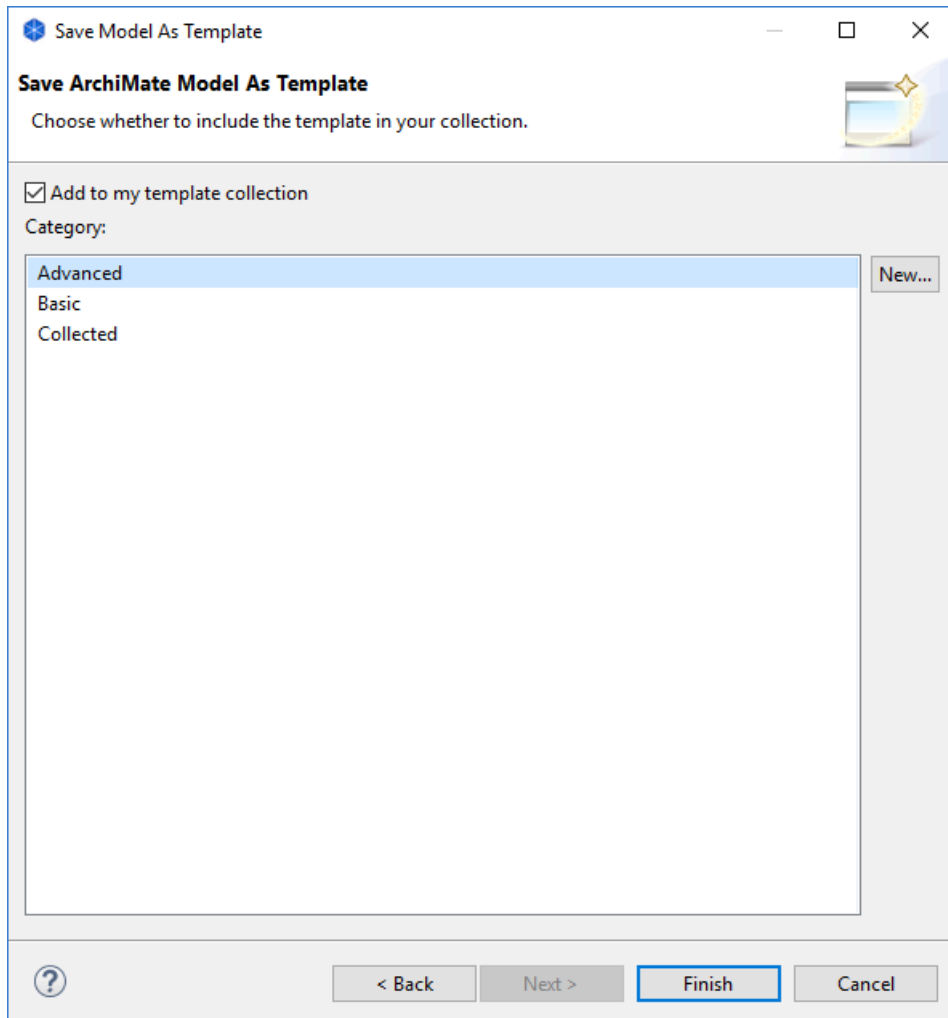 Save Model As Template
Save ArchiMate Model As Template
Choose whether to include the template in your collection.
Add to my template collection
Category:
Advanced
New...
Basic
Collected
?
< Back
Next >
Finish
Cancel